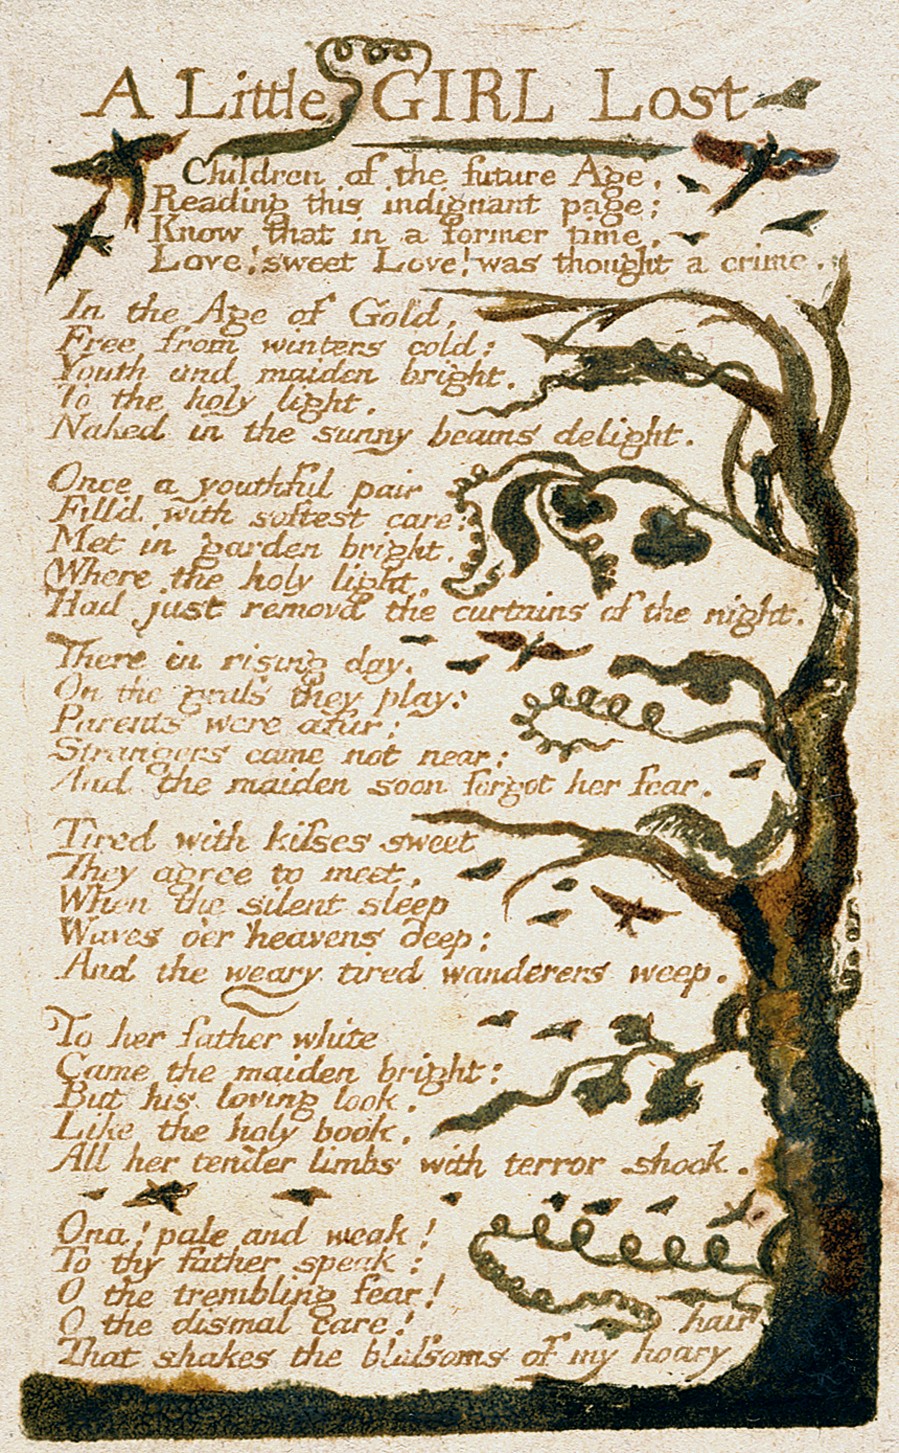 A Little GIRL Lost
Children of the future Age,
Reading this indignant page;
Know that in a former time,
Love! sweet Love! was thought a crime.
In the Age of Gold,
Free from winters cold:
Youth and maiden bright,
To the holy light,
Naked in the sunny beams delight.
Once a youthful pair
Fill'd with softest care:
Met in garden bright,
Where the holy light,
Had just remov'd the curtains of the night.
There in rising day,
On the grass they play:
Parents were afar:
Strangers came not near:
And the maiden soon forgot her fear.
Tired with kisses sweet
They agree to meet,
When the silent sleep
Waves o'er heavens deep:
And the weary tired wanderers weep.
To her father white
Came the maiden bright:
But his loving look,
Like the holy book,
All her tender limbs with terror shook.
Ona! pale and weak!
To thy father speak:
O the trembling fear!
O the dismal care!
That shakes the blossoms of my hoary
hair